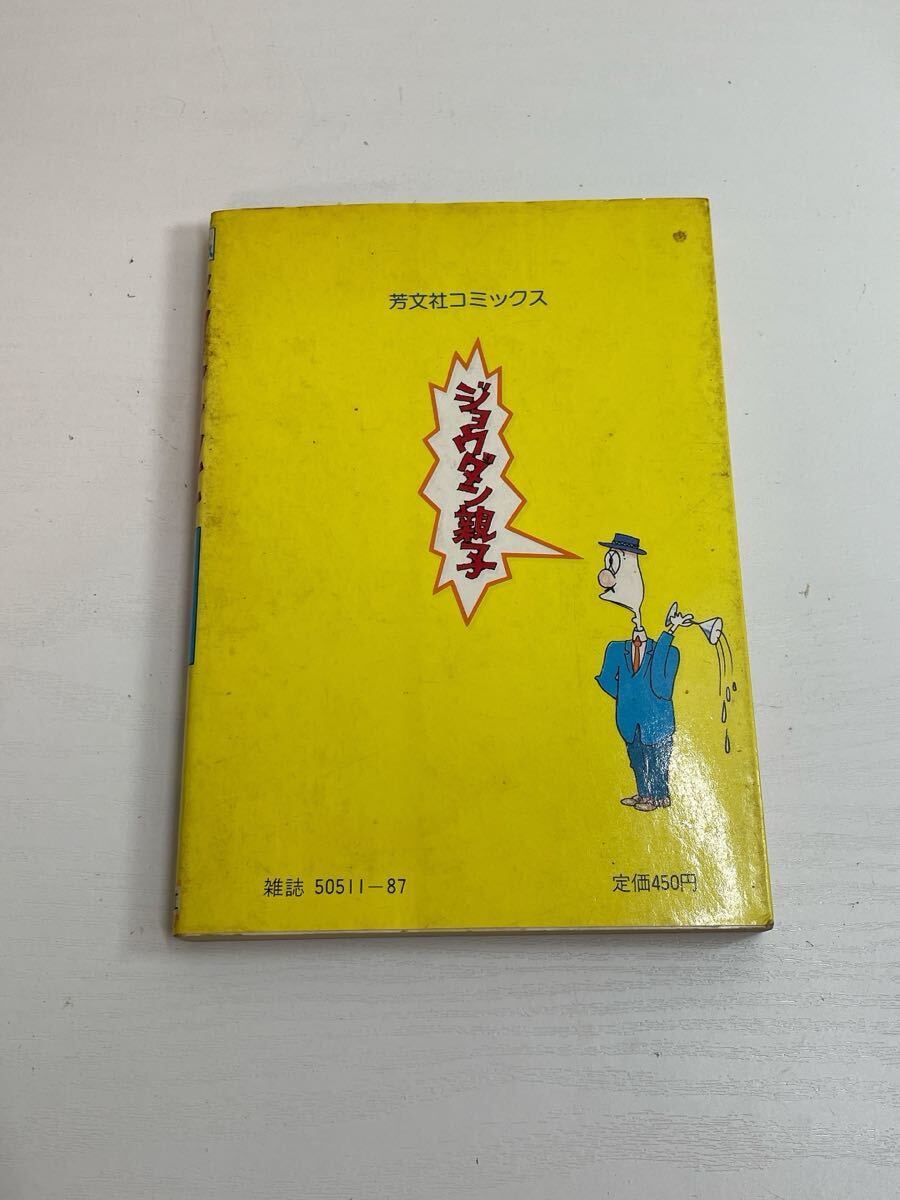 芳文社コミックス
ジョウダン親子
雑誌 50511-87
定価450円